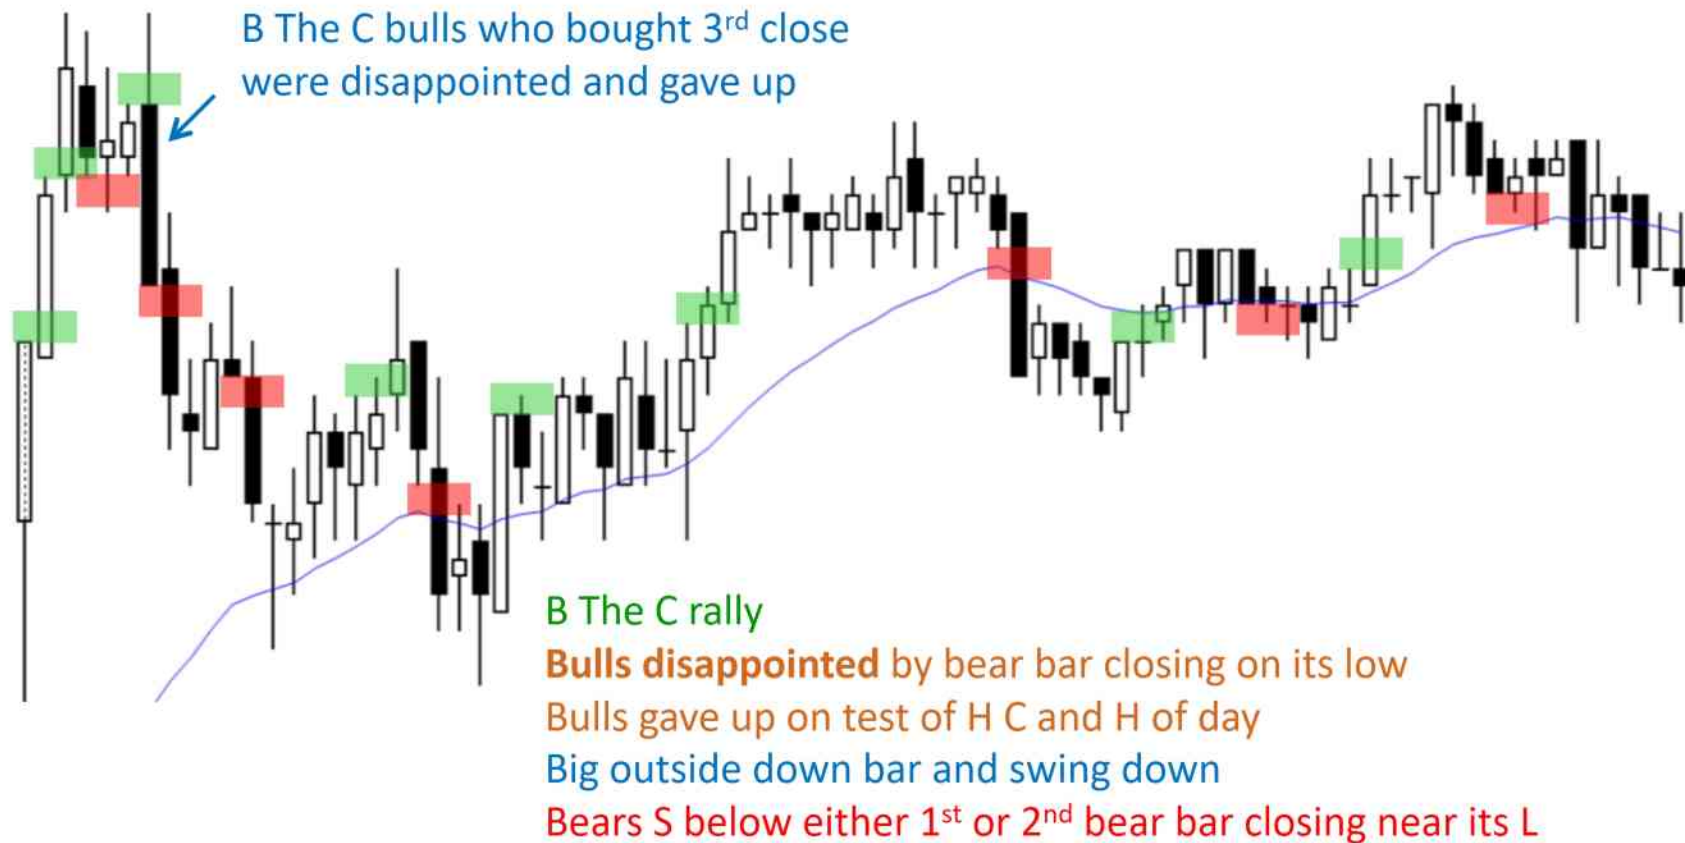 B The C bulls who bought 3rd close
were disappointed and gave up
B The C rally
Bulls disappointed by bear bar closing on its low
Bulls gave up on test of H C and H of day
Big outside down bar and swing down
Bears S below either 1st or 2nd bear bar closing near its L